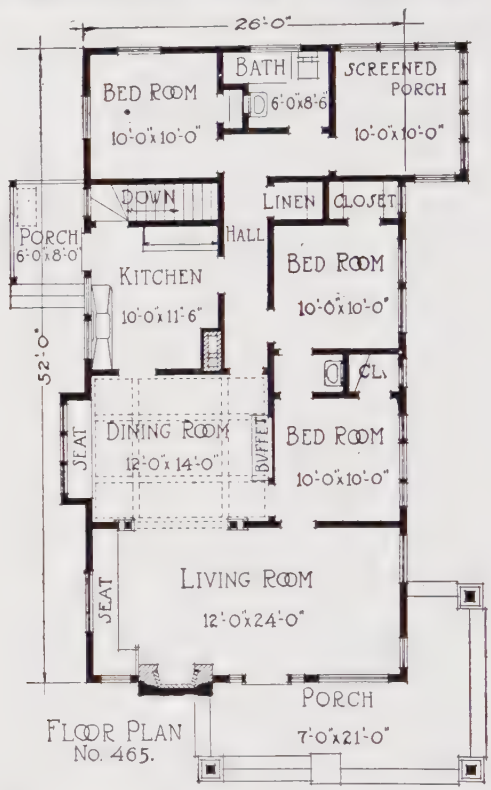 26'-0"
BATH
6'-0"x8'-6
BED ROOM
10'-0"x10'-0"
SCREENED
PORCH
10'-0"x10'-0"
DOWN
LINEN
CLOSET
PORCH
6'-0"x8'-0"
HALL
KITCHEN
10'-0"x11'-6"
BED ROOM
10'-0"x10'-0"
52'-0"
CL.
SEAT
DINING ROOM
12'-0"x14'-0"
BUFFET
BED ROOM
10'-0"x10'-0"
SEAT
LIVING ROOM
12'-0"x24'-0"
PORCH
7'-0"x21'-0"
FLOOR PLAN
No. 465.